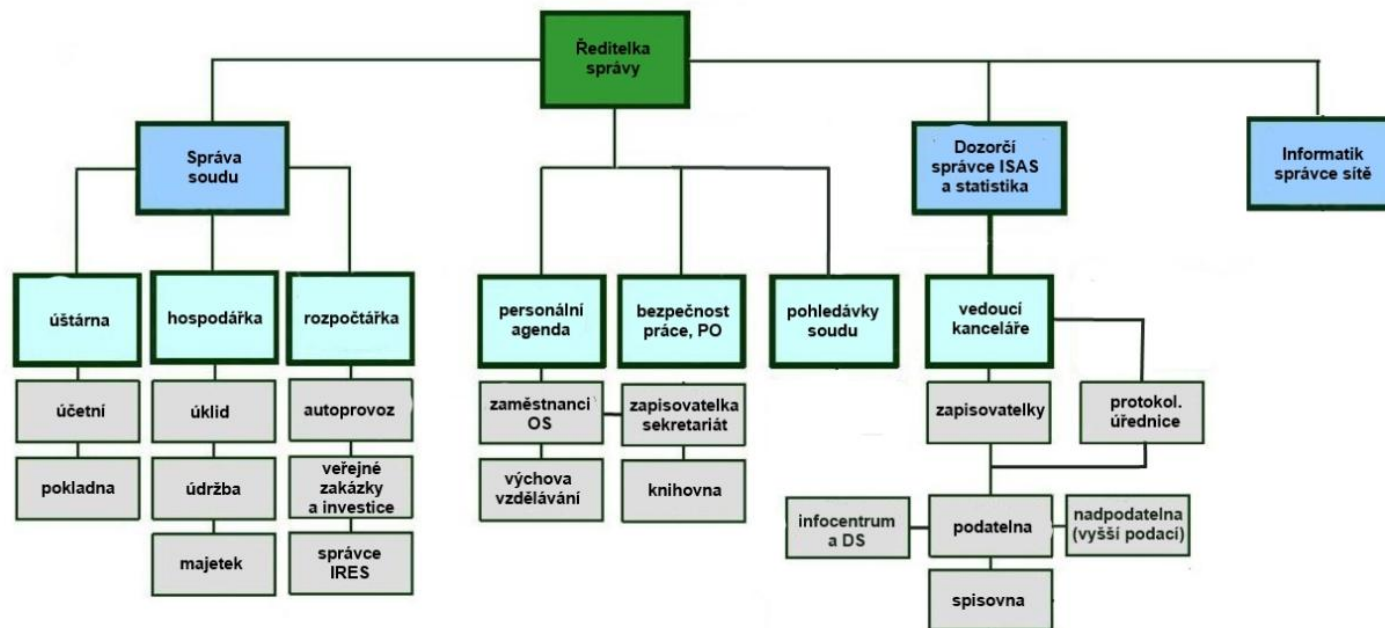 Ředitelka
správy
Správa
soudu
Dozorčí
správce ISAS
a statistika
Informatik
správce sítě
úštárna
hospodářka
rozpočtářka
personální
agenda
bezpečnost
práce, PO
pohledávky
soudu
vedoucí
kanceláře
účetní
úklid
autoprovoz
zaměstnanci
OS
zapisovatelka
sekretariát
zapisovatelky
protokol.
úřednice
pokladna
údržba
veřejné
zakázky
a investice
výchova
vzdělávání
knihovna
infocentrum
a DS
podatelna
nadpodatelna
(vyšší podací)
majetek
správce
IRES
spisovna